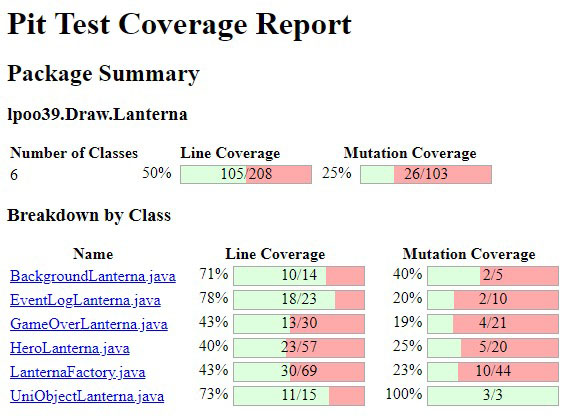 Pit Test Coverage Report
Package Summary
lpoo39.Draw.Lanterna
Number of Classes Line Coverage Mutation Coverage
6 50% 105/208 25% 26/103
Breakdown by Class
Name Line Coverage Mutation Coverage
BackgroundLanterna.java 71% 10/14 40% 2/5
EventLogLanterna.java 78% 18/23 20% 2/10
GameOverLanterna.java 43% 13/30 19% 4/21
HeroLanterna.java 40% 23/57 25% 5/20
LanternaFactory.java 43% 30/69 23% 10/44
UniObjectLanterna.java 73% 11/15 100% 3/3